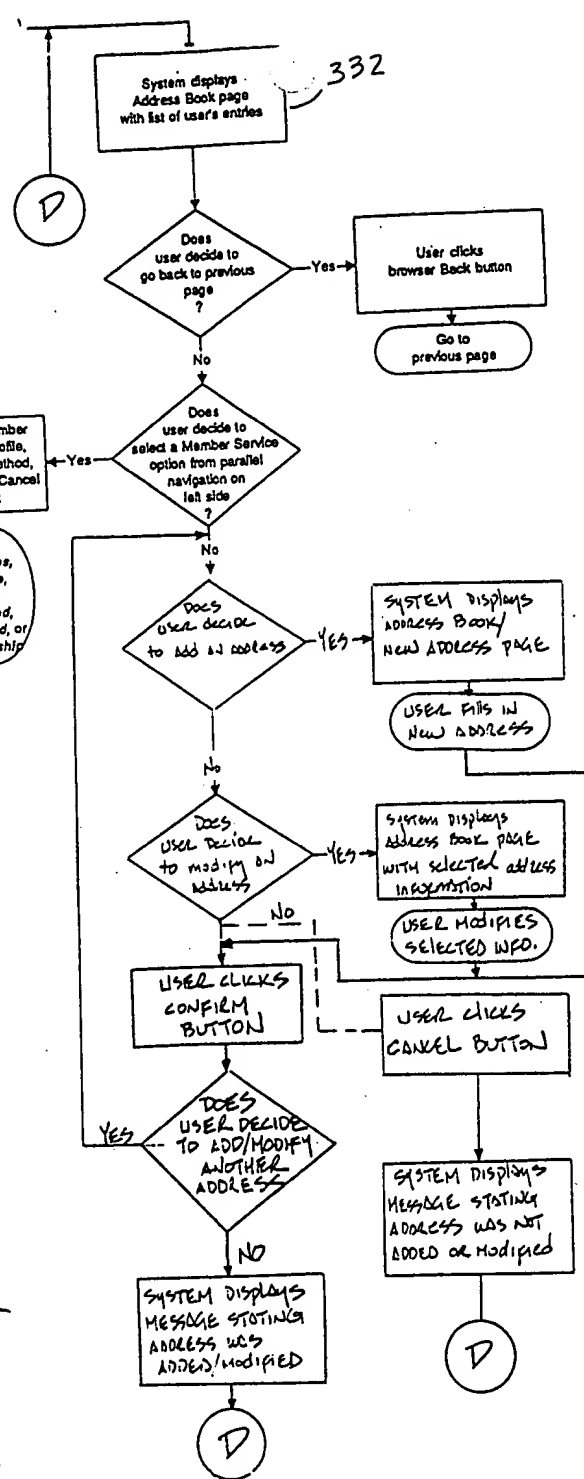 System displays
Address Book page
with list of user's entries
332
D
Does
user decide to
go back to previous
page
?
Yes
User clicks
browser Back button
Go to
previous page
No
Does
user decide to
select a Member Service
option from parallel
navigation on
left side
?
Yes
Cancel
or
No
DOES
USER DECIDE
TO ADD AN ADDRESS
YES
SYSTEM DISPLAYS
ADDRESS BOOK/
NEW ADDRESS PAGE
USER FILLS IN
NEW ADDRESS
No
DOES
USER DECIDE
TO MODIFY AN
ADDRESS
YES
SYSTEM DISPLAYS
ADDRESS BOOK PAGE
WITH SELECTED ADDRESS
INFORMATION
USER MODIFIES
SELECTED INFO.
NO
USER CLICKS
CONFIRM
BUTTON
USER CLICKS
CANCEL BUTTON
DOES
USER DECIDE
TO ADD/MODIFY
ANOTHER
ADDRESS
YES
SYSTEM DISPLAYS
MESSAGE STATING
ADDRESS WAS NOT
ADDED OR MODIFIED
NO
SYSTEM DISPLAYS
MESSAGE STATING
ADDRESS WAS
ADDED/MODIFIED
D
D